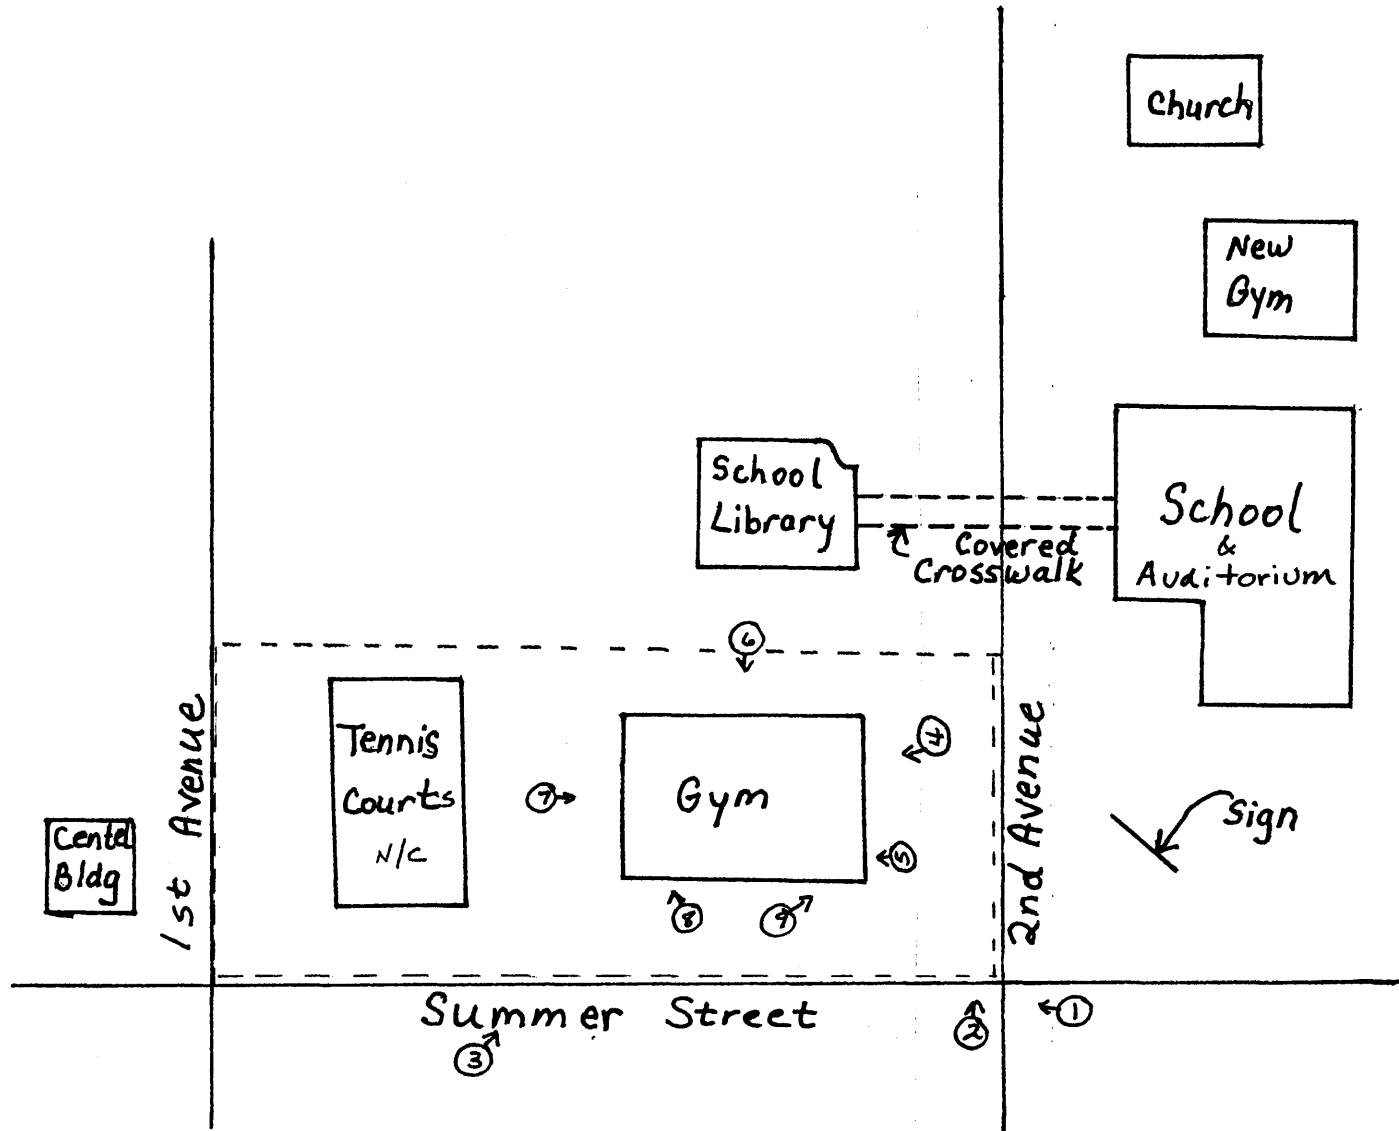 Church
New
Gym
School
Library
School
&
Auditorium
Covered
Crosswalk
6
Tennis
Courts
N/C
7
Gym
4
5
8
9
1st Avenue
2nd Avenue
Sign
Centel
Bldg
Summer Street
1
2
3